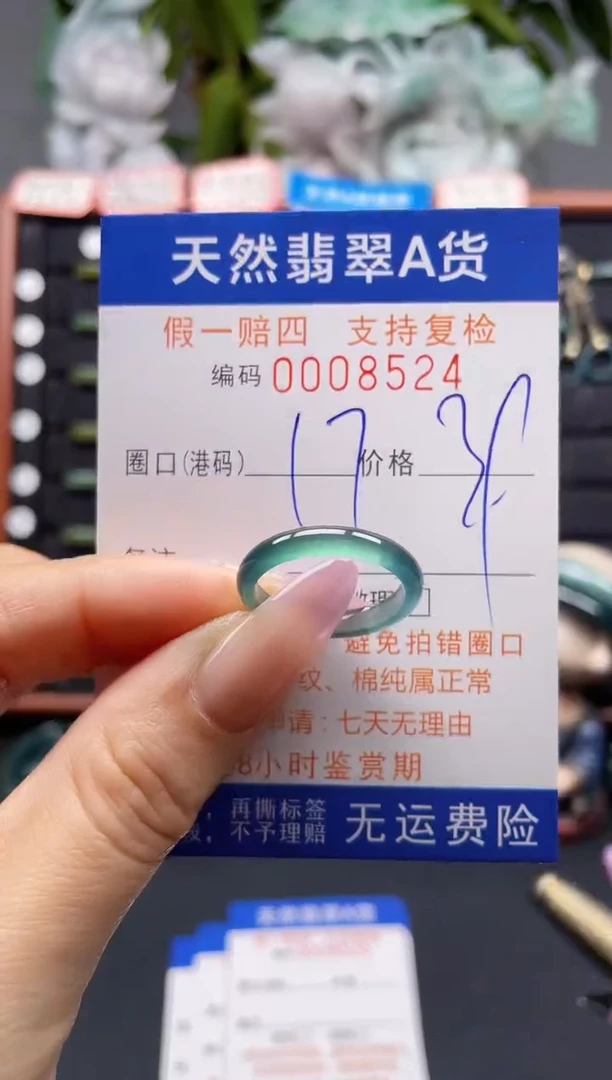 天然翡翠A货
假一赔四 支持复检
编码 0008524
圈口(港码) 17 价格
避免拍错圈口
纹、棉纯属正常
申请:七天无理由
8小时鉴赏期
再撕标签
不予理赔
无运费险